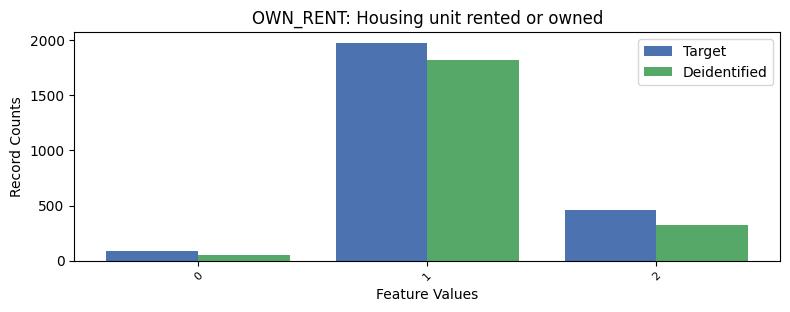 OWN_RENT: Housing unit rented or owned
Target
Deidentified
Record Counts
2000
1500
1000
500
0
0
1
2
Feature Values